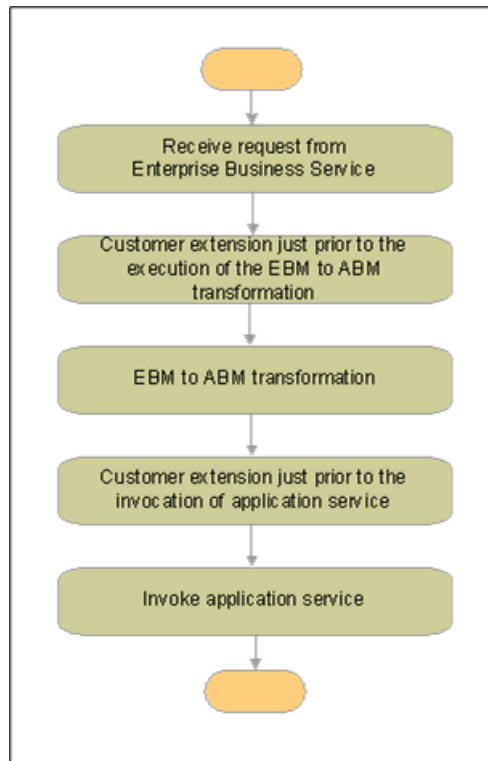 Receive request from
Enterprise Business Service
Customer extension just prior to the
execution of the EBM to ABM
transformation
EBM to ABM transformation
Customer extension just prior to the
invocation of application service
Invoke application service